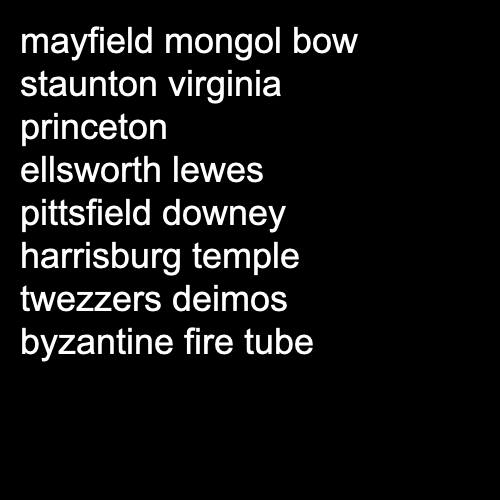 mayfield mongol bow
staunton virginia
princeton
ellsworth lewes
pittsfield downey
harrisburg temple
twezzers deimos
byzantine fire tube